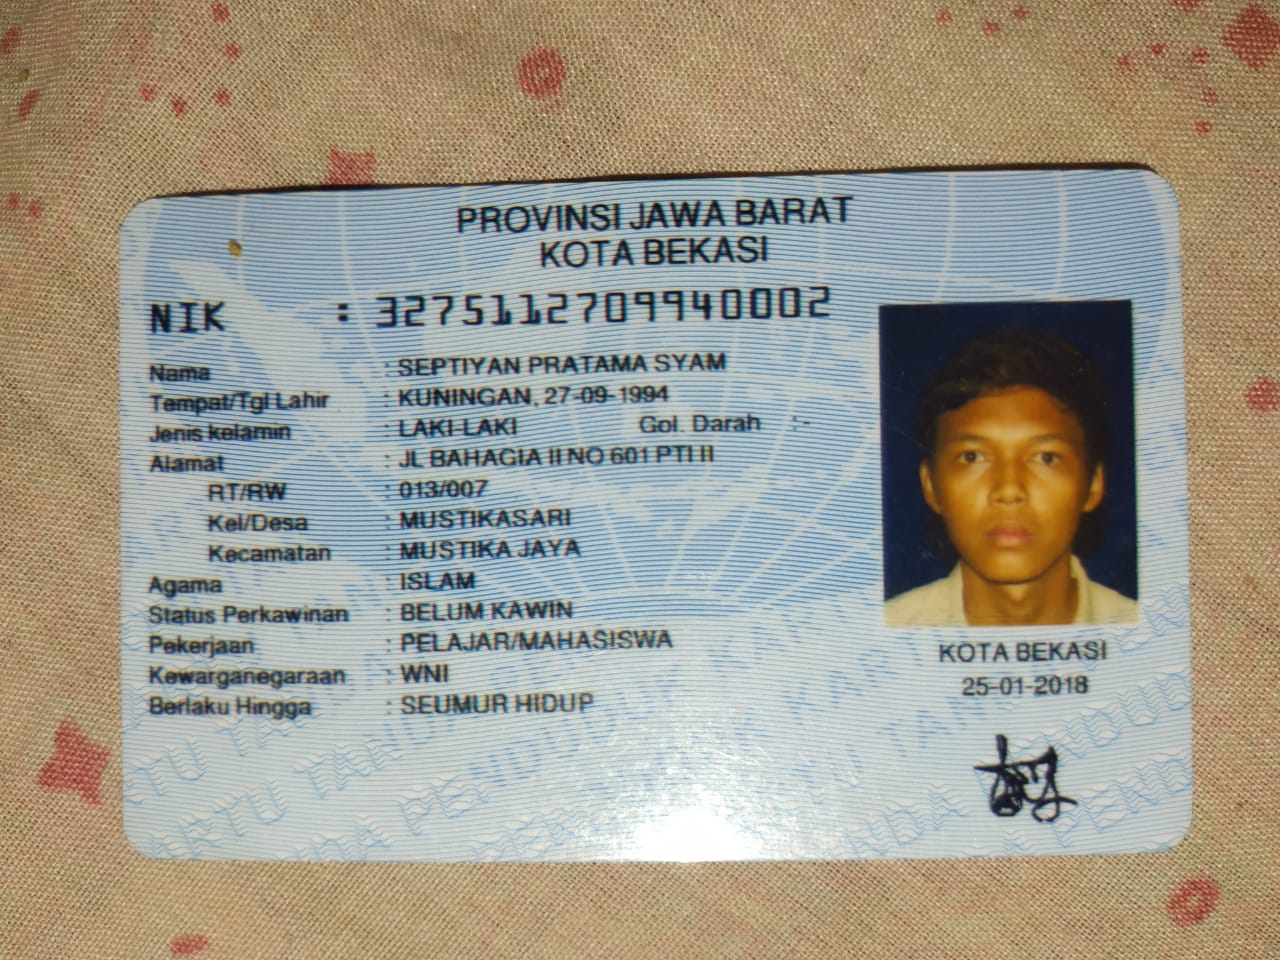 PROVINSI JAWA BARAT
KOTA BEKASI
NIK : 3275112709940002
Nama : SEPTIYAN PRATAMA SYAM
Tempat/Tgl Lahir : KUNINGAN, 27-09-1994
Jenis kelamin : LAKI-LAKI Gol. Darah : -
Alamat : JL BAHAGIA II NO 601 PTI II
RT/RW : 013/007
Kel/Desa : MUSTIKASARI
Kecamatan : MUSTIKA JAYA
Agama : ISLAM
Status Perkawinan : BELUM KAWIN
Pekerjaan : PELAJAR/MAHASISWA
Kewarganegaraan : WNI
Berlaku Hingga : SEUMUR HIDUP
KOTA BEKASI
25-01-2018